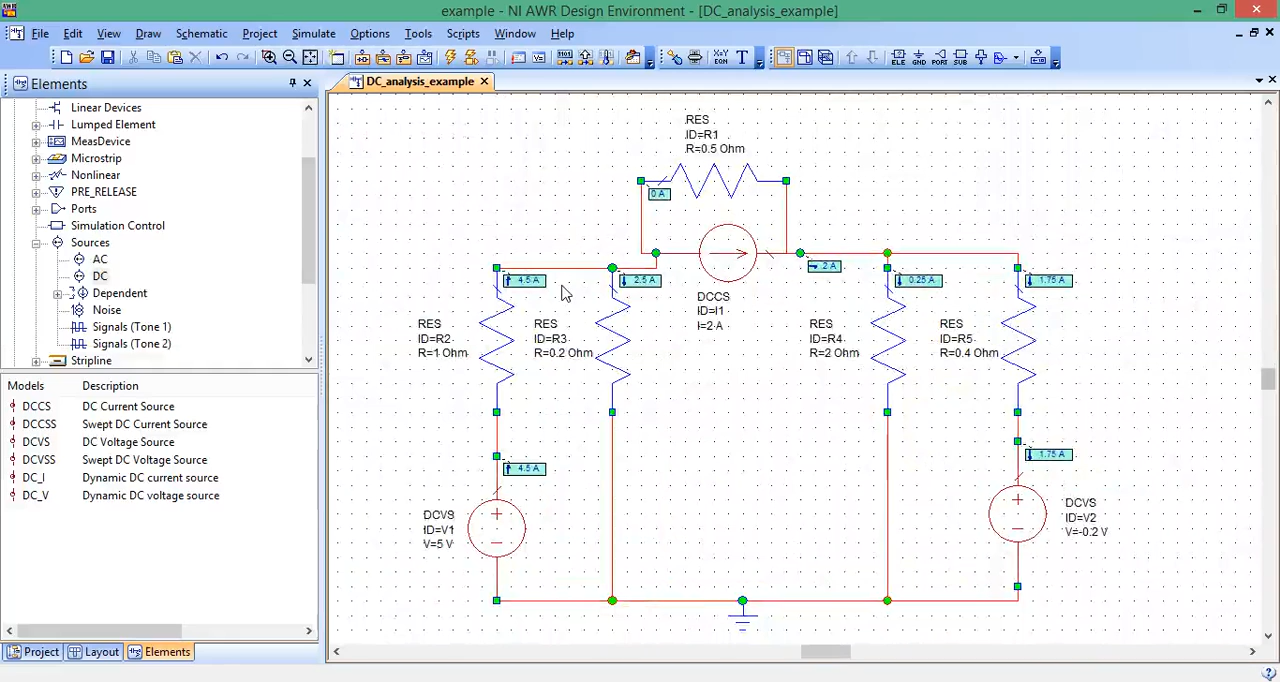 example - NI AWR Design Environment - [DC_analysis_example]
File Edit View Draw Schematic Project Simulate Options Tools Scripts Window Help
Elements
DC_analysis_example
Linear Devices
Lumped Element
MeasDevice
Microstrip
Nonlinear
PRE_RELEASE
Ports
Simulation Control
Sources
AC
DC
Dependent
Noise
Signals (Tone 1)
Signals (Tone 2)
Stripline
Models Description
DCCS DC Current Source
DCCSS Swept DC Current Source
DCVS DC Voltage Source
DCVSS Swept DC Voltage Source
DC_I Dynamic DC current source
DC_V Dynamic DC voltage source
Project Layout Elements
RES
ID=R1
R=0.5 Ohm
0 A
2 A
4.5 A
2.5 A
0.25 A
1.75 A
DCCS
ID=I1
I=2 A
RES
ID=R2
R=1 Ohm
RES
ID=R3
R=0.2 Ohm
RES
ID=R4
R=2 Ohm
RES
ID=R5
R=0.4 Ohm
4.5 A
1.75 A
DCVS
ID=V1
V=5 V
DCVS
ID=V2
V=-0.2 V